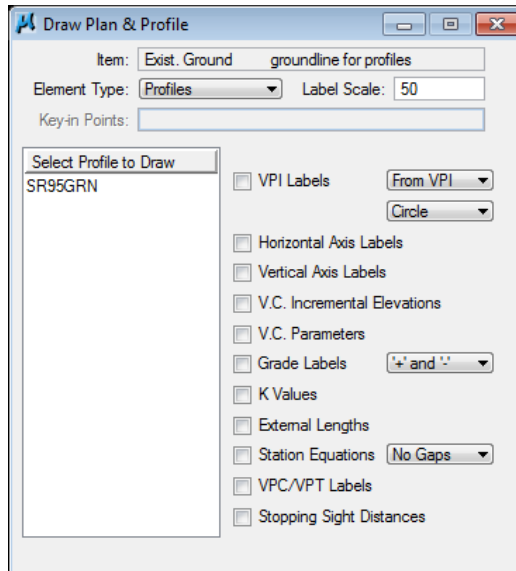 Draw Plan & Profile
Item: Exist. Ground groundline for profiles
Element Type: Profiles Label Scale: 50
Key-in Points:
Select Profile to Draw
SR95GRN
VPI Labels From VPI
Circle
Horizontal Axis Labels
Vertical Axis Labels
V.C. Incremental Elevations
V.C. Parameters
Grade Labels '+' and '-'
K Values
External Lengths
Station Equations No Gaps
VPC/VPT Labels
Stopping Sight Distances